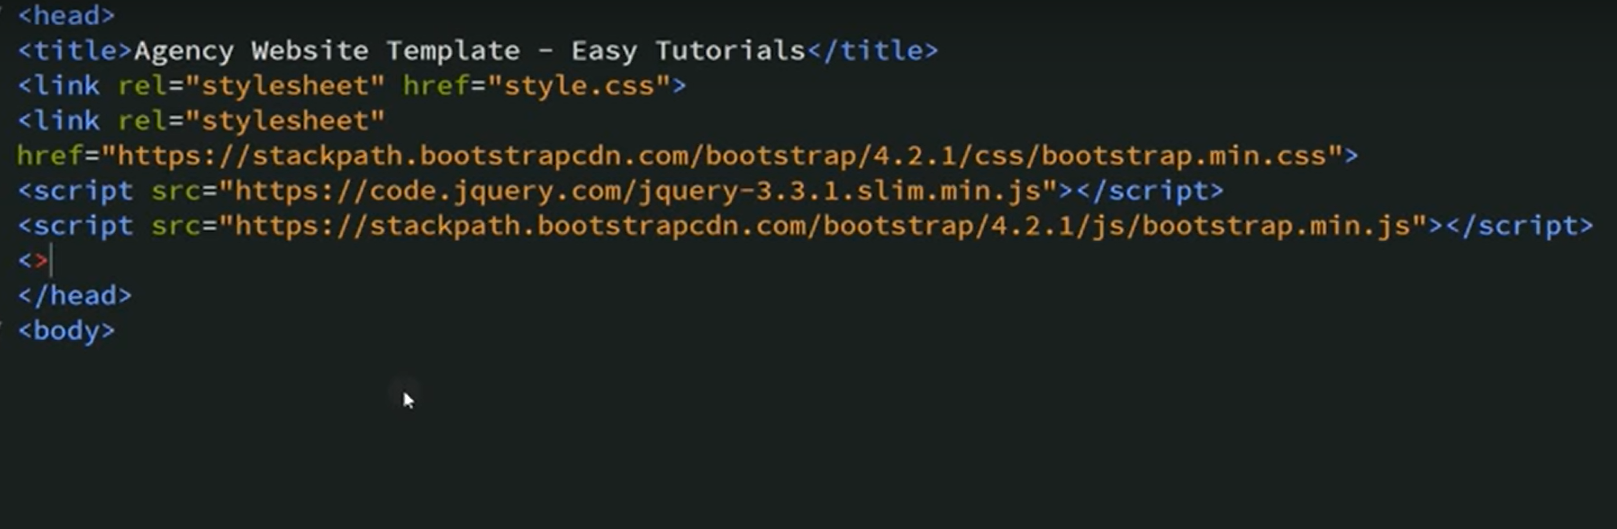 <head>
<title>Agency Website Template - Easy Tutorials</title>
<link rel="stylesheet" href="style.css">
<link rel="stylesheet"
href="https://stackpath.bootstrapcdn.com/bootstrap/4.2.1/css/bootstrap.min.css">
<script src="https://code.jquery.com/jquery-3.3.1.slim.min.js"></script>
<script src="https://stackpath.bootstrapcdn.com/bootstrap/4.2.1/js/bootstrap.min.js"></script>
<>
</head>
<body>